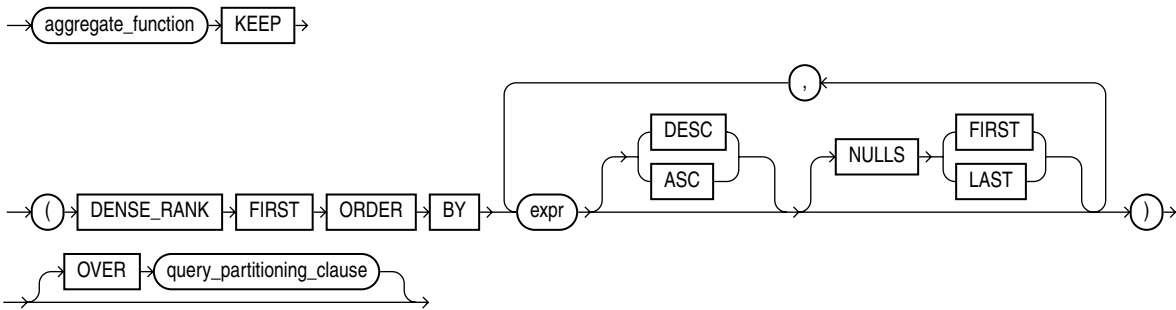 aggregate_function KEEP
,
DESC NULLS FIRST
ASC LAST
( DENSE_RANK FIRST ORDER BY expr )
OVER query_partitioning_clause